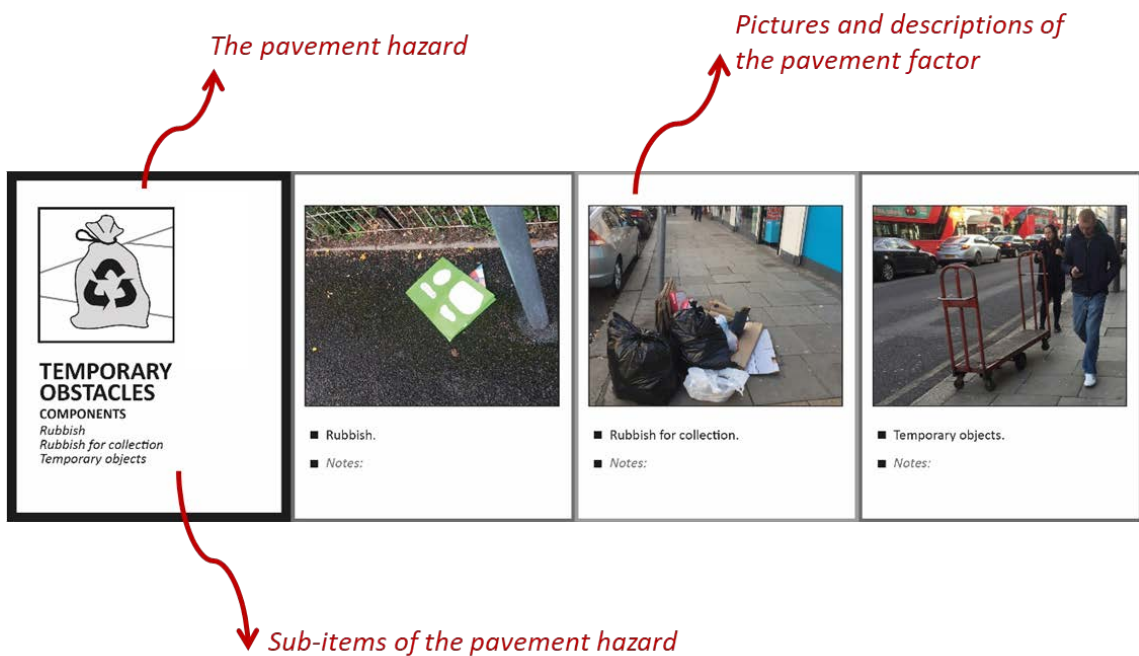 The pavement hazard
Pictures and descriptions of
the pavement factor
TEMPORARY
OBSTACLES
COMPONENTS
Rubbish
Rubbish for collection
Temporary objects
■ Rubbish.
■ Notes:
■ Rubbish for collection.
■ Notes:
■ Temporary objects.
■ Notes:
Sub-items of the pavement hazard